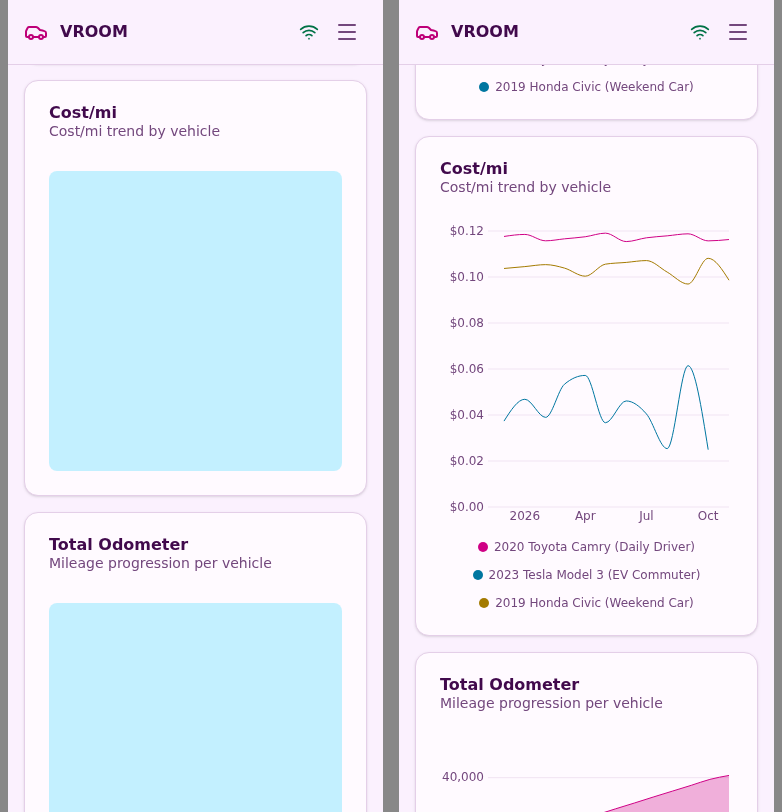 VROOM
Cost/mi
Cost/mi trend by vehicle
Total Odometer
Mileage progression per vehicle
VROOM
2019 Honda Civic (Weekend Car)
Cost/mi
Cost/mi trend by vehicle
$0.12
$0.10
$0.08
$0.06
$0.04
$0.02
$0.00
2026 Apr Jul Oct
2020 Toyota Camry (Daily Driver)
2023 Tesla Model 3 (EV Commuter)
2019 Honda Civic (Weekend Car)
Total Odometer
Mileage progression per vehicle
40,000